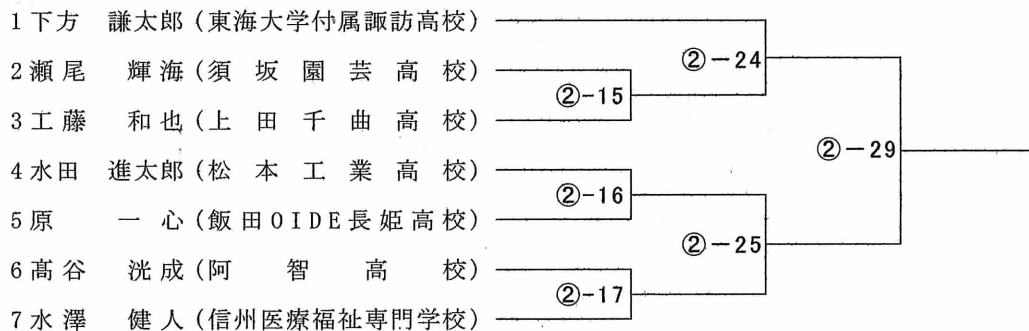 1下方 謙太郎(東海大学付属諏訪高校)
②-24
2瀬尾 輝海(須坂園芸高校)
②-15
3工藤 和也(上田千曲高校)
②-29
4水田 進太郎(松本工業高校)
②-16
5原 一心(飯田OIDE長姫高校)
②-25
6髙谷 洸成(阿智高校)
②-17
7水澤 健人(信州医療福祉専門学校)